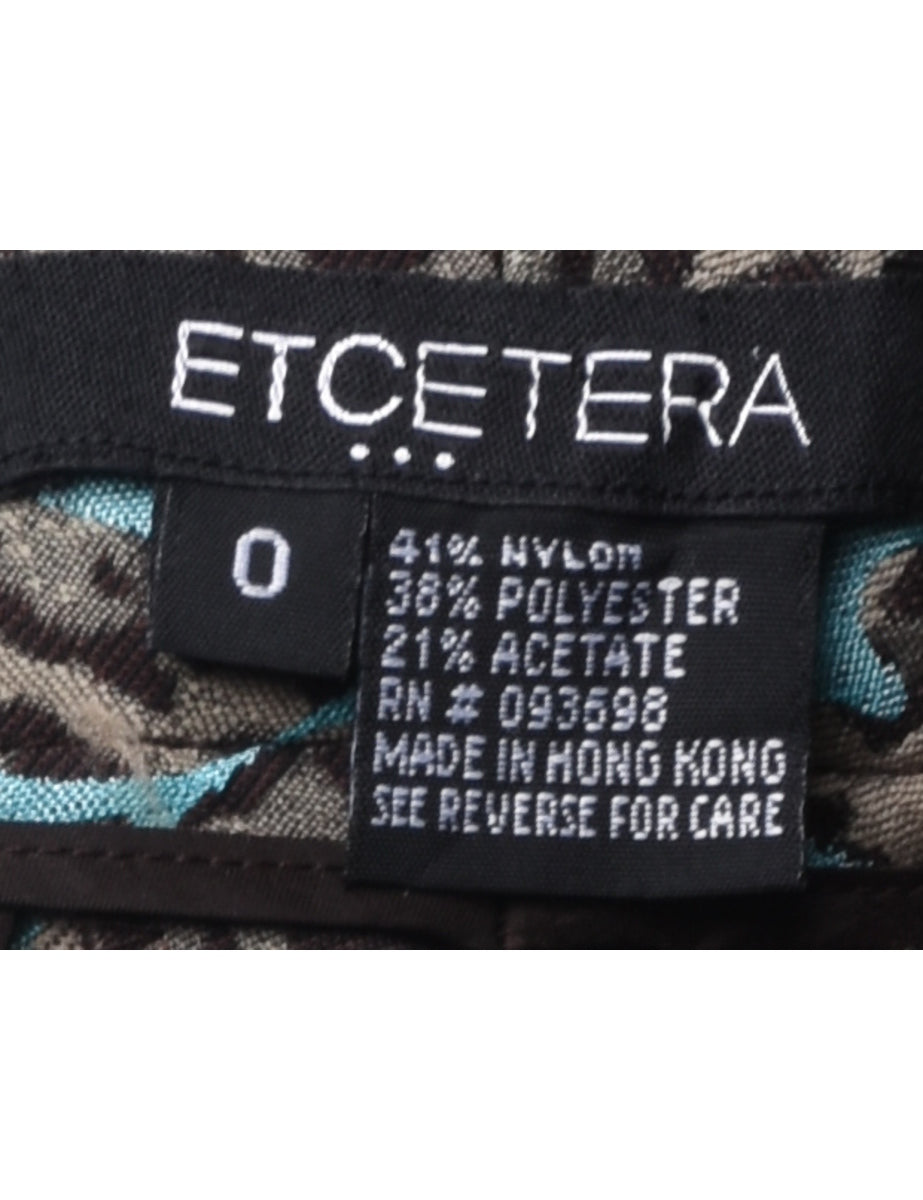 ETCETERA
...
0
41% NYLON
38% POLYESTER
21% ACETATE
RN # 093698
MADE IN HONG KONG
SEE REVERSE FOR CARE